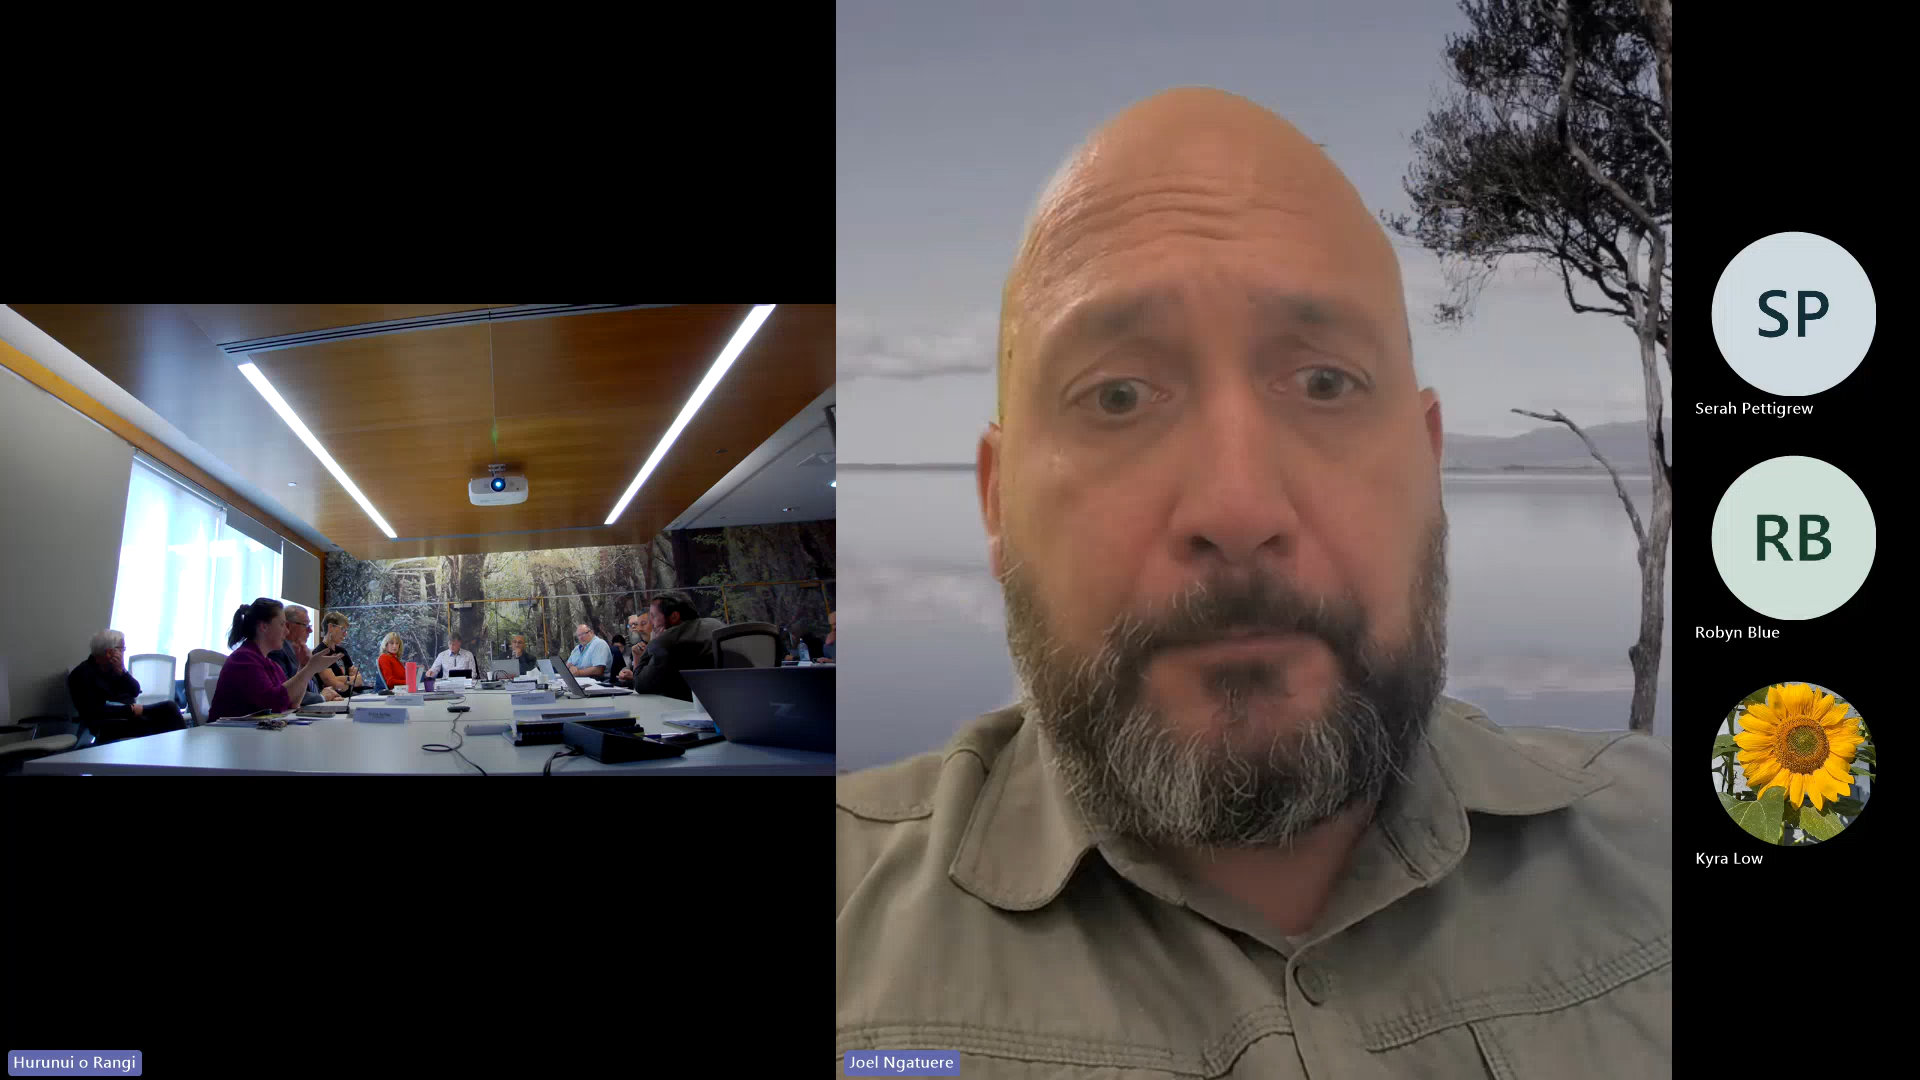 Hurunui o Rangi
Joel Ngatuere
SP
Serah Pettigrew
RB
Robyn Blue
Kyra Low